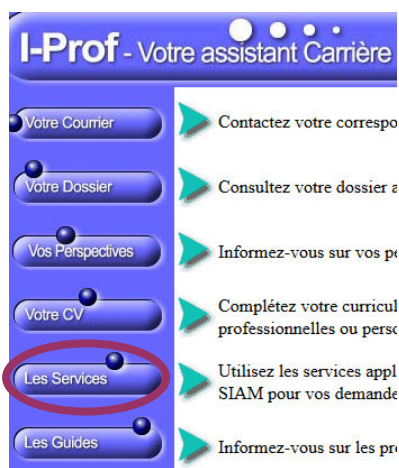 I-Prof - Votre assistant Carrière
Votre Courrier
Contactez votre correspo
Votre Dossier
Consultez votre dossier a
Vos Perspectives
Informez-vous sur vos pe
Votre CV
Complétez votre curricul
professionnelles ou perso
Les Services
Utilisez les services appl
SIAM pour vos demande
Les Guides
Informez-vous sur les pro